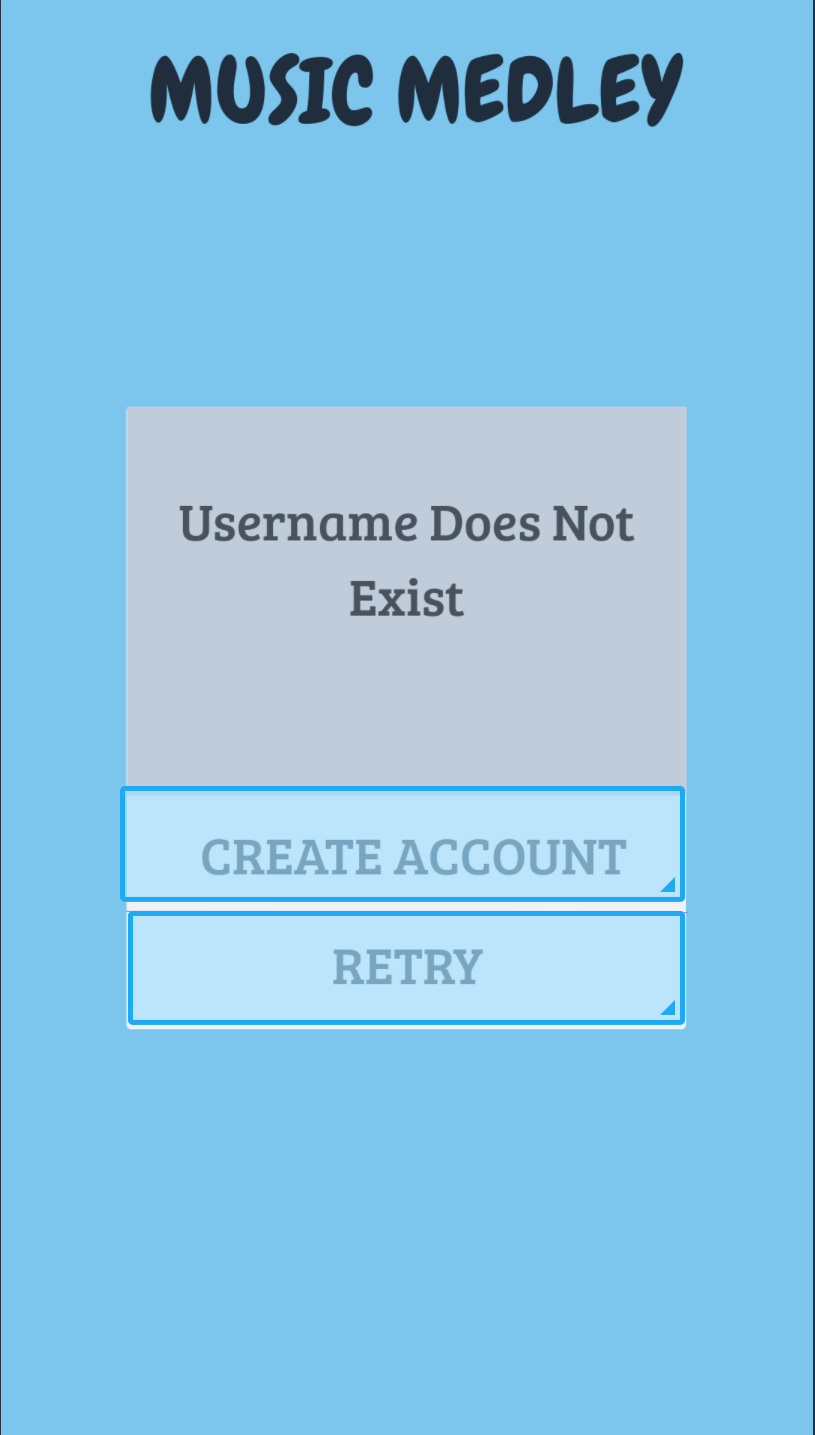 MUSIC MEDLEY
Username Does Not
Exist
CREATE ACCOUNT
RETRY